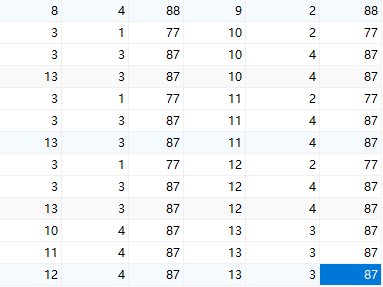 8 4 88 9 2 88
3 1 77 10 2 77
3 3 87 10 4 87
13 3 87 10 4 87
3 1 77 11 2 77
3 3 87 11 4 87
13 3 87 11 4 87
3 1 77 12 2 77
3 3 87 12 4 87
13 3 87 12 4 87
10 4 87 13 3 87
11 4 87 13 3 87
12 4 87 13 3 87